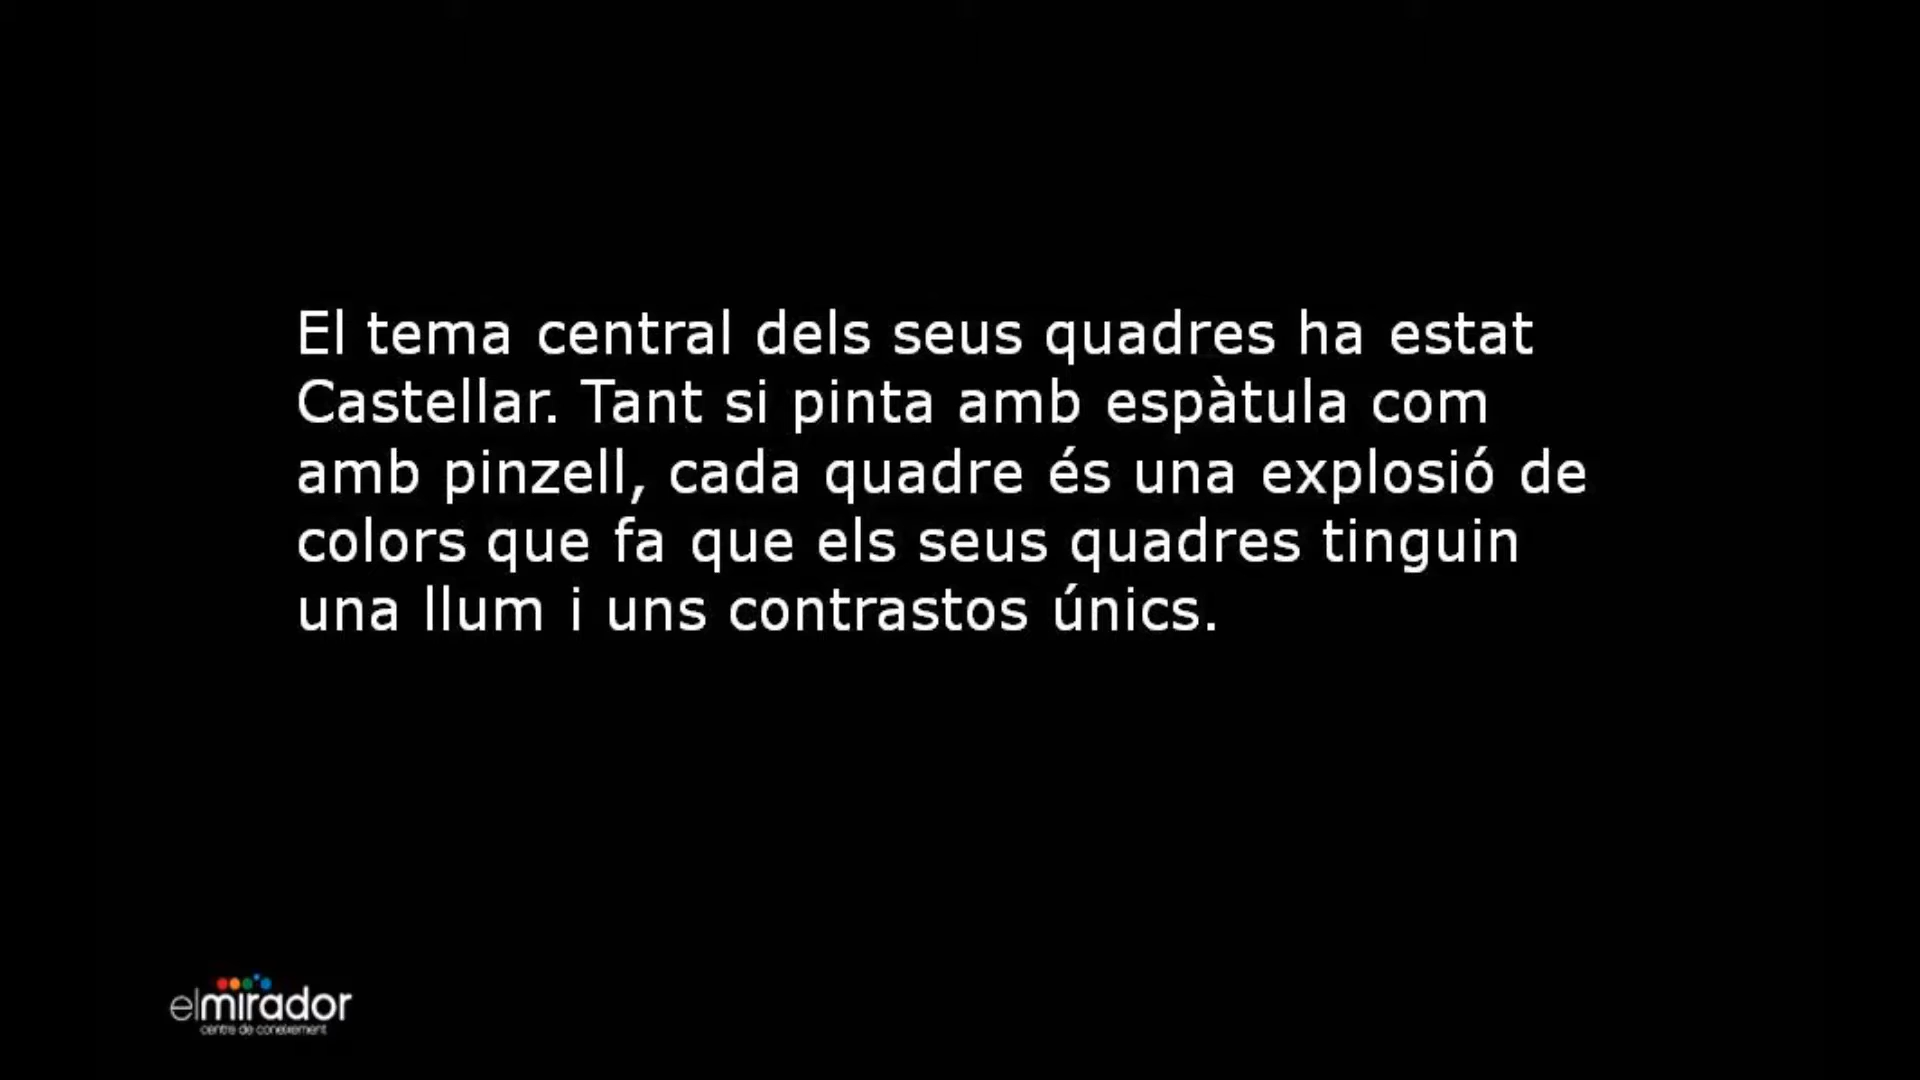 El tema central dels seus quadres ha estat
Castellar. Tant si pinta amb espàtula com
amb pinzell, cada quadre és una explosió de
colors que fa que els seus quadres tinguin
una llum i uns contrastos únics.
elmirador
centre de coneixement